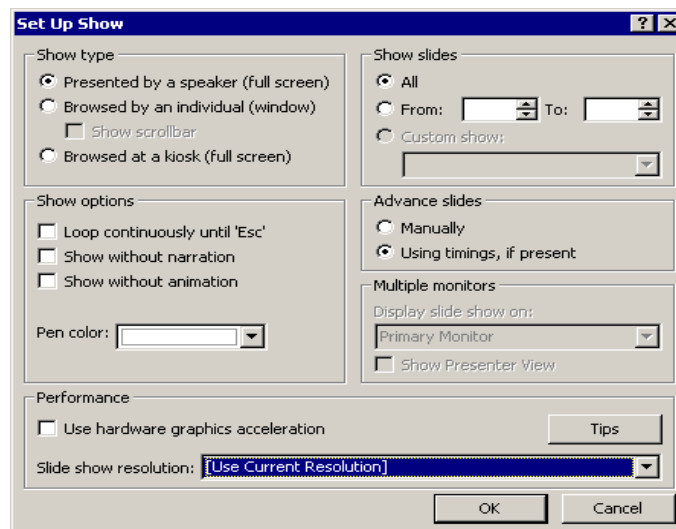 Set Up Show
Show type
Presented by a speaker (full screen)
Browsed by an individual (window)
Show scrollbar
Browsed at a kiosk (full screen)
Show slides
All
From: To:
Custom show:
Show options
Loop continuously until 'Esc'
Show without narration
Show without animation
Pen color:
Advance slides
Manually
Using timings, if present
Multiple monitors
Display slide show on:
Primary Monitor
Show Presenter View
Performance
Use hardware graphics acceleration
Tips
Slide show resolution: [Use Current Resolution]
OK Cancel